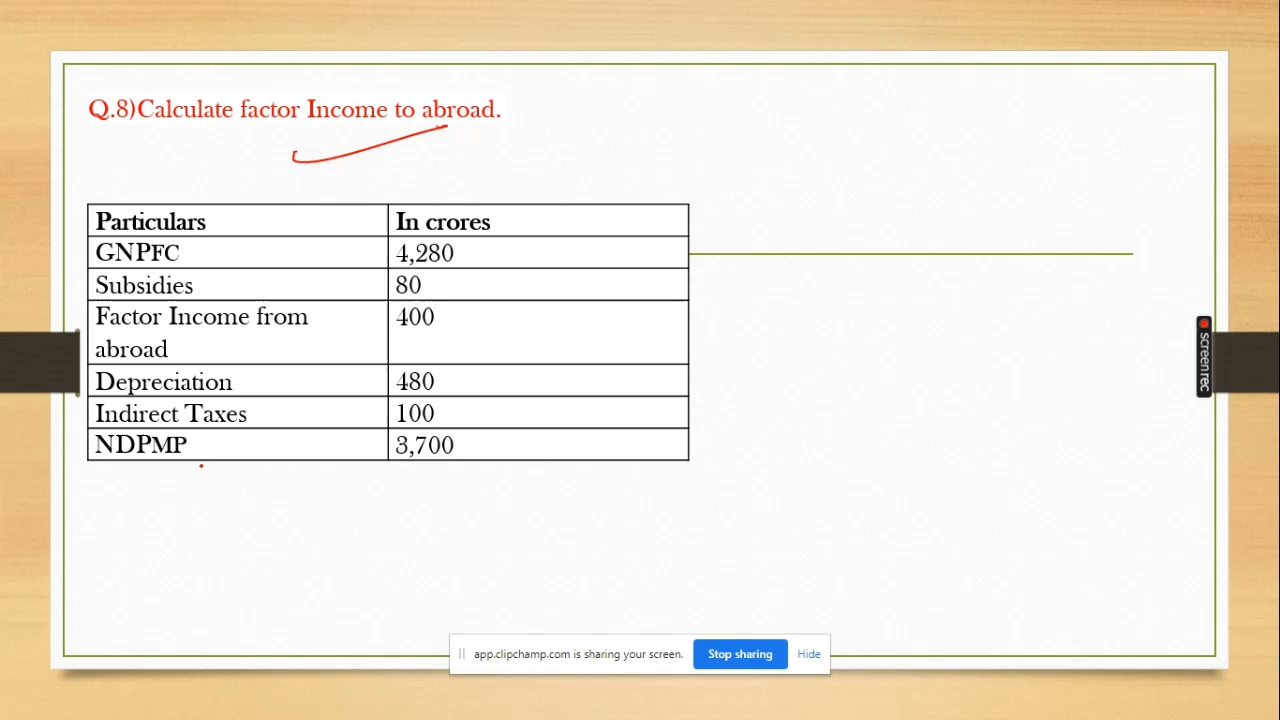 Q.8)Calculate factor Income to abroad.
Particulars In crores
GNPFC 4,280
Subsidies 80
Factor Income from 400
abroad
Depreciation 480
Indirect Taxes 100
NDPMP 3,700
screenrec
app.clipchamp.com is sharing your screen. Stop sharing Hide